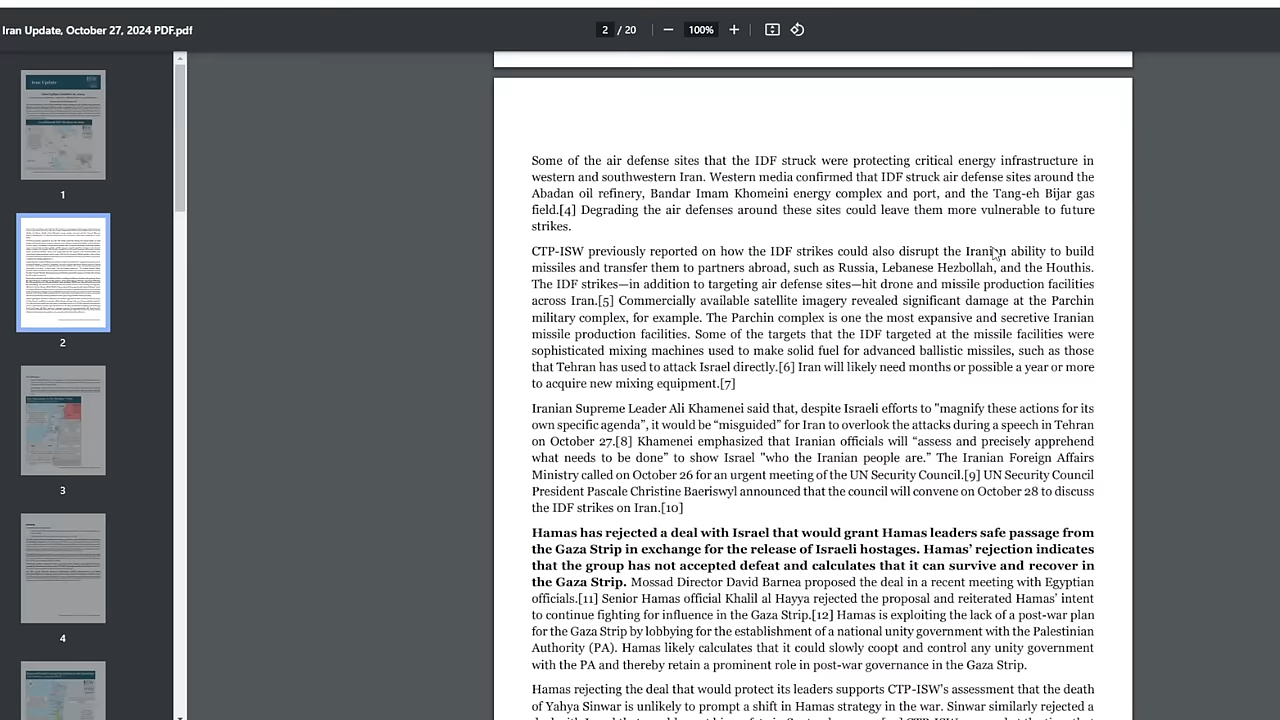 Iran Update, October 27, 2024 PDF.pdf
2 / 20
100%
1
2
3
4
Some of the air defense sites that the IDF struck were protecting critical energy infrastructure in
western and southwestern Iran. Western media confirmed that IDF struck air defense sites around the
Abadan oil refinery, Bandar Imam Khomeini energy complex and port, and the Tang-eh Bijar gas
field.[4] Degrading the air defenses around these sites could leave them more vulnerable to future
strikes.
CTP-ISW previously reported on how the IDF strikes could also disrupt the Iranian ability to build
missiles and transfer them to partners abroad, such as Russia, Lebanese Hezbollah, and the Houthis.
The IDF strikes—in addition to targeting air defense sites—hit drone and missile production facilities
across Iran.[5] Commercially available satellite imagery revealed significant damage at the Parchin
military complex, for example. The Parchin complex is one the most expansive and secretive Iranian
missile production facilities. Some of the targets that the IDF targeted at the missile facilities were
sophisticated mixing machines used to make solid fuel for advanced ballistic missiles, such as those
that Tehran has used to attack Israel directly.[6] Iran will likely need months or possible a year or more
to acquire new mixing equipment.[7]
Iranian Supreme Leader Ali Khamenei said that, despite Israeli efforts to "magnify these actions for its
own specific agenda”, it would be “misguided” for Iran to overlook the attacks during a speech in Tehran
on October 27.[8] Khamenei emphasized that Iranian officials will “assess and precisely apprehend
what needs to be done” to show Israel "who the Iranian people are.” The Iranian Foreign Affairs
Ministry called on October 26 for an urgent meeting of the UN Security Council.[9] UN Security Council
President Pascale Christine Baeriswyl announced that the council will convene on October 28 to discuss
the IDF strikes on Iran.[10]
Hamas has rejected a deal with Israel that would grant Hamas leaders safe passage from
the Gaza Strip in exchange for the release of Israeli hostages. Hamas’ rejection indicates
that the group has not accepted defeat and calculates that it can survive and recover in
the Gaza Strip. Mossad Director David Barnea proposed the deal in a recent meeting with Egyptian
officials.[11] Senior Hamas official Khalil al Hayya rejected the proposal and reiterated Hamas’ intent
to continue fighting for influence in the Gaza Strip.[12] Hamas is exploiting the lack of a post-war plan
for the Gaza Strip by lobbying for the establishment of a national unity government with the Palestinian
Authority (PA). Hamas likely calculates that it could slowly coopt and control any unity government
with the PA and thereby retain a prominent role in post-war governance in the Gaza Strip.
Hamas rejecting the deal that would protect its leaders supports CTP-ISW's assessment that the death
of Yahya Sinwar is unlikely to prompt a shift in Hamas strategy in the war. Sinwar similarly rejected a